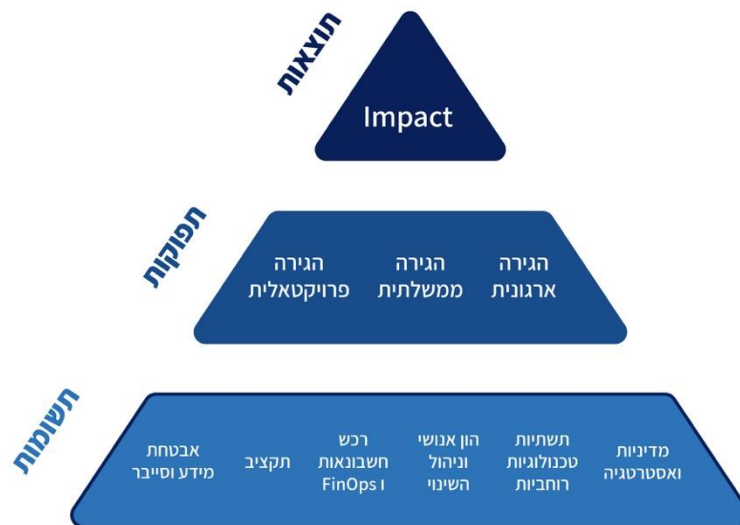 תוצאות
Impact
תפוקות
הגירה
ארגונית
הגירה
ממשלתית
הגירה
פרויקטאלית
תשומות
מדיניות
ואסטרטגיה
תשתיות
טכנולוגיות
רוחביות
הון אנושי
וניהול
השינוי
רכש
חשבונאות
ו FinOps
תקציב
אבטחת
מידע וסייבר